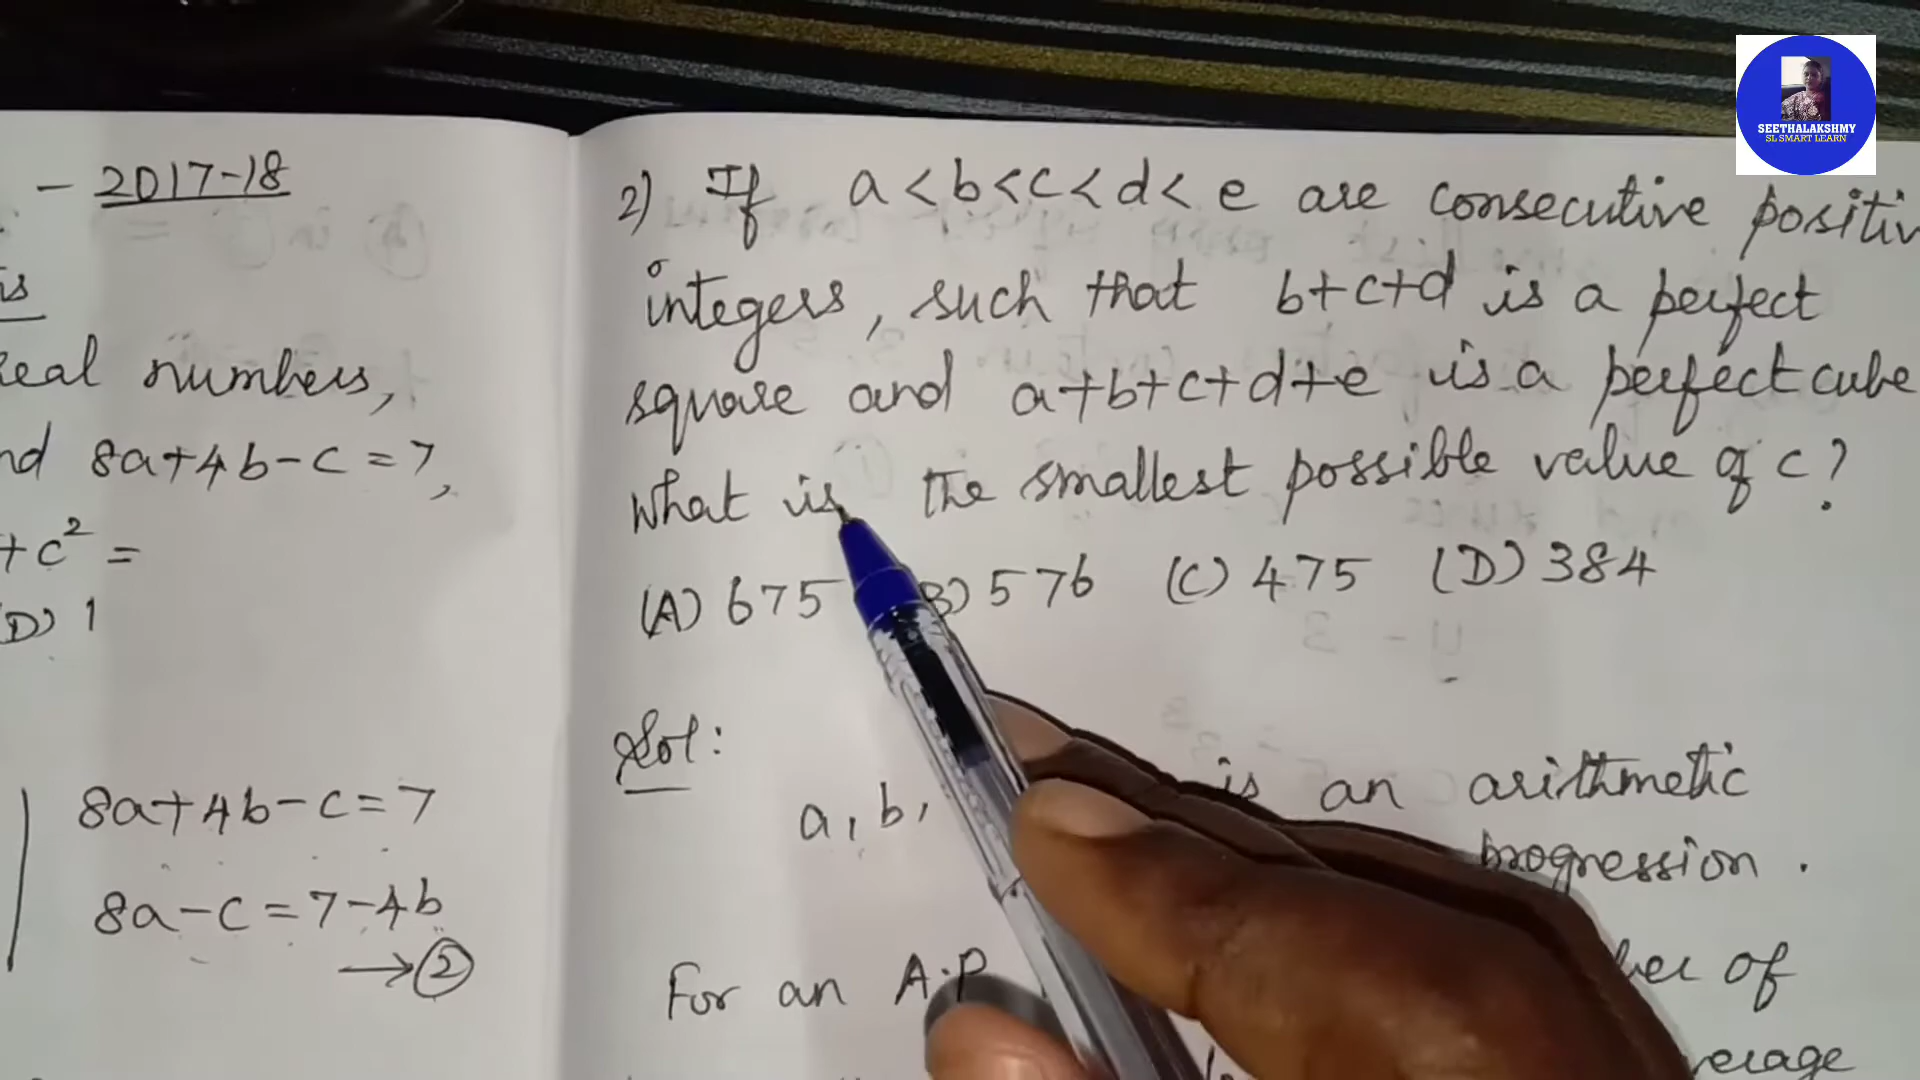 - 2017-18
is
real numbers,
nd 8a+4b-c=7,
+c² =
(D) 1
8a+4b-c=7
8a-c=7-4b
→②
2) If a<b<c<d<e are consecutive positiv
integers, such that b+c+d is a perfect
square and a+b+c+d+e is a perfect cube
What is the smallest possible value of c?
(A) 675 B) 576 (C) 475 (D) 384
Sol:
a, b, is an arithmetic
progression.
For an A.P ber of
verage
SEETHALAKSHMY
SL SMART LEARN